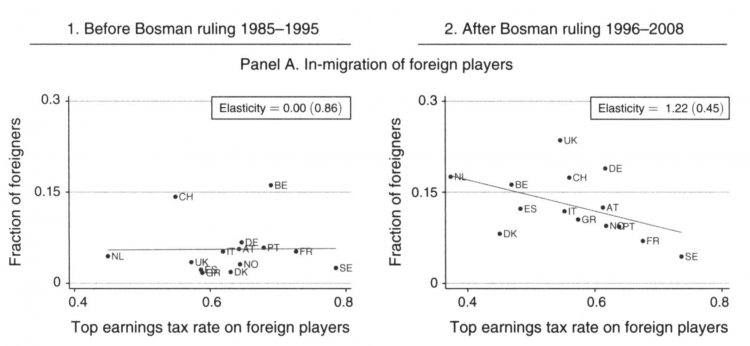 1. Before Bosman ruling 1985–1995
2. After Bosman ruling 1996–2008
Panel A. In-migration of foreign players
Fraction of foreigners
0.3
0.15
0
Elasticity = 0.00 (0.86)
BE
CH
DE
AT
PT
IT
FR
NL
UK
NO
ES
GR
DK
SE
0.4
0.6
0.8
Top earnings tax rate on foreign players
Fraction of foreigners
0.3
0.15
0
Elasticity = 1.22 (0.45)
UK
DE
NL
CH
BE
ES
IT
AT
GR
NO
PT
DK
FR
SE
0.4
0.6
0.8
Top earnings tax rate on foreign players